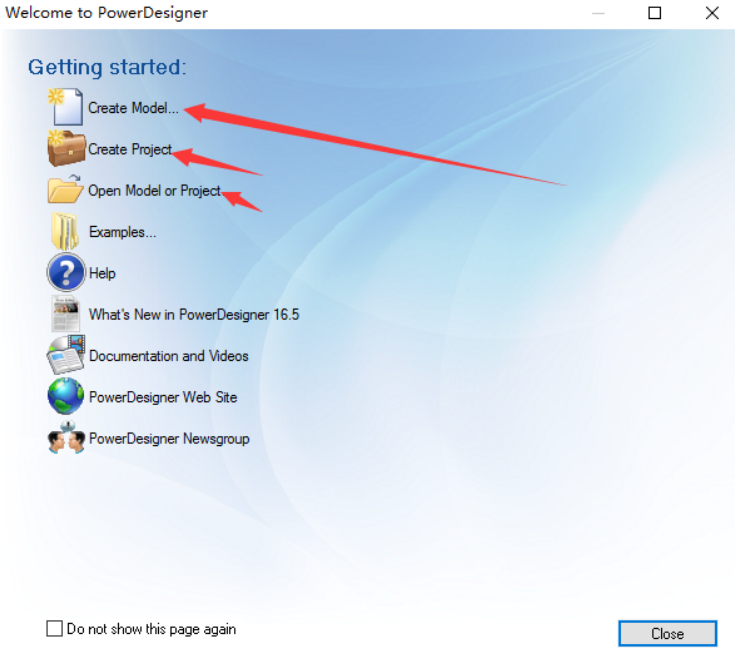 Welcome to PowerDesigner
Getting started:
Create Model...
Create Project
Open Model or Project
Examples...
Help
What's New in PowerDesigner 16.5
Documentation and Videos
PowerDesigner Web Site
PowerDesigner Newsgroup
Do not show this page again
Close